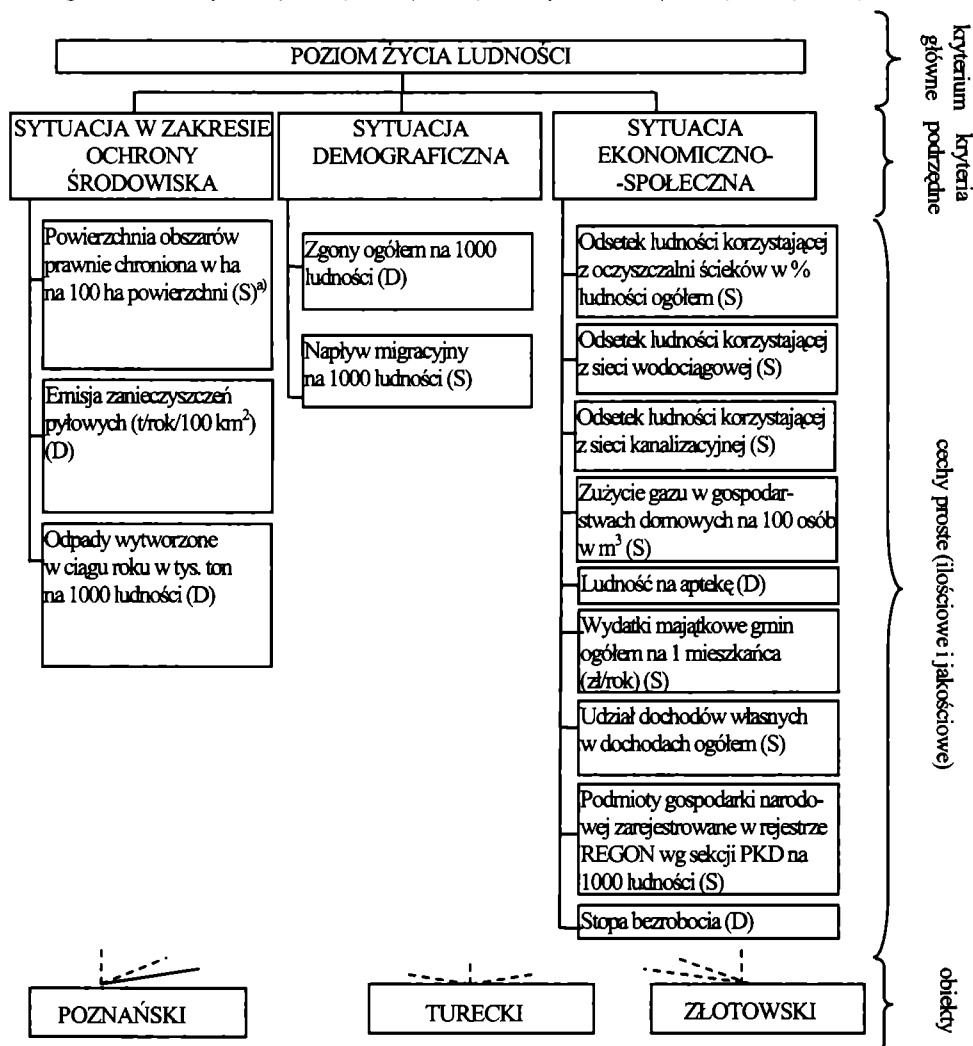 POZIOM ŻYCIA LUDNOŚCI
kryterium
główne
SYTUACJA W ZAKRESIE
OCHRONY
ŚRODOWISKA
SYTUACJA
DEMOGRAFICZNA
SYTUACJA
EKONOMICZNO-
-SPOŁECZNA
kryteria
podrzędne
Powierzchnia obszarów
prawnie chroniona w ha
na 100 ha powierzchni (S)ᵃ⁾
Emisja zanieczyszczeń
pyłowych (t/rok/100 km²)
(D)
Odpady wytworzone
w ciągu roku w tys. ton
na 1000 ludności (D)
Zgony ogółem na 1000
ludności (D)
Napływ migracyjny
na 1000 ludności (S)
Odsetek ludności korzystającej
z oczyszczalni ścieków w %
ludności ogółem (S)
Odsetek ludności korzystającej
z sieci wodociągowej (S)
Odsetek ludności korzystającej
z sieci kanalizacyjnej (S)
Zużycie gazu w gospodar-
stwach domowych na 100 osób
w m³ (S)
Ludność na aptekę (D)
Wydatki majątkowe gmin
ogółem na 1 mieszkańca
(zł/rok) (S)
Udział dochodów własnych
w dochodach ogółem (S)
Podmioty gospodarki narodo-
wej zarejestrowane w rejestrze
REGON wg sekcji PKD na
1000 ludności (S)
Stopa bezrobocia (D)
cechy proste (ilościowe i jakościowe)
POZNAŃSKI
TURECKI
ZŁOTOWSKI
obiekty